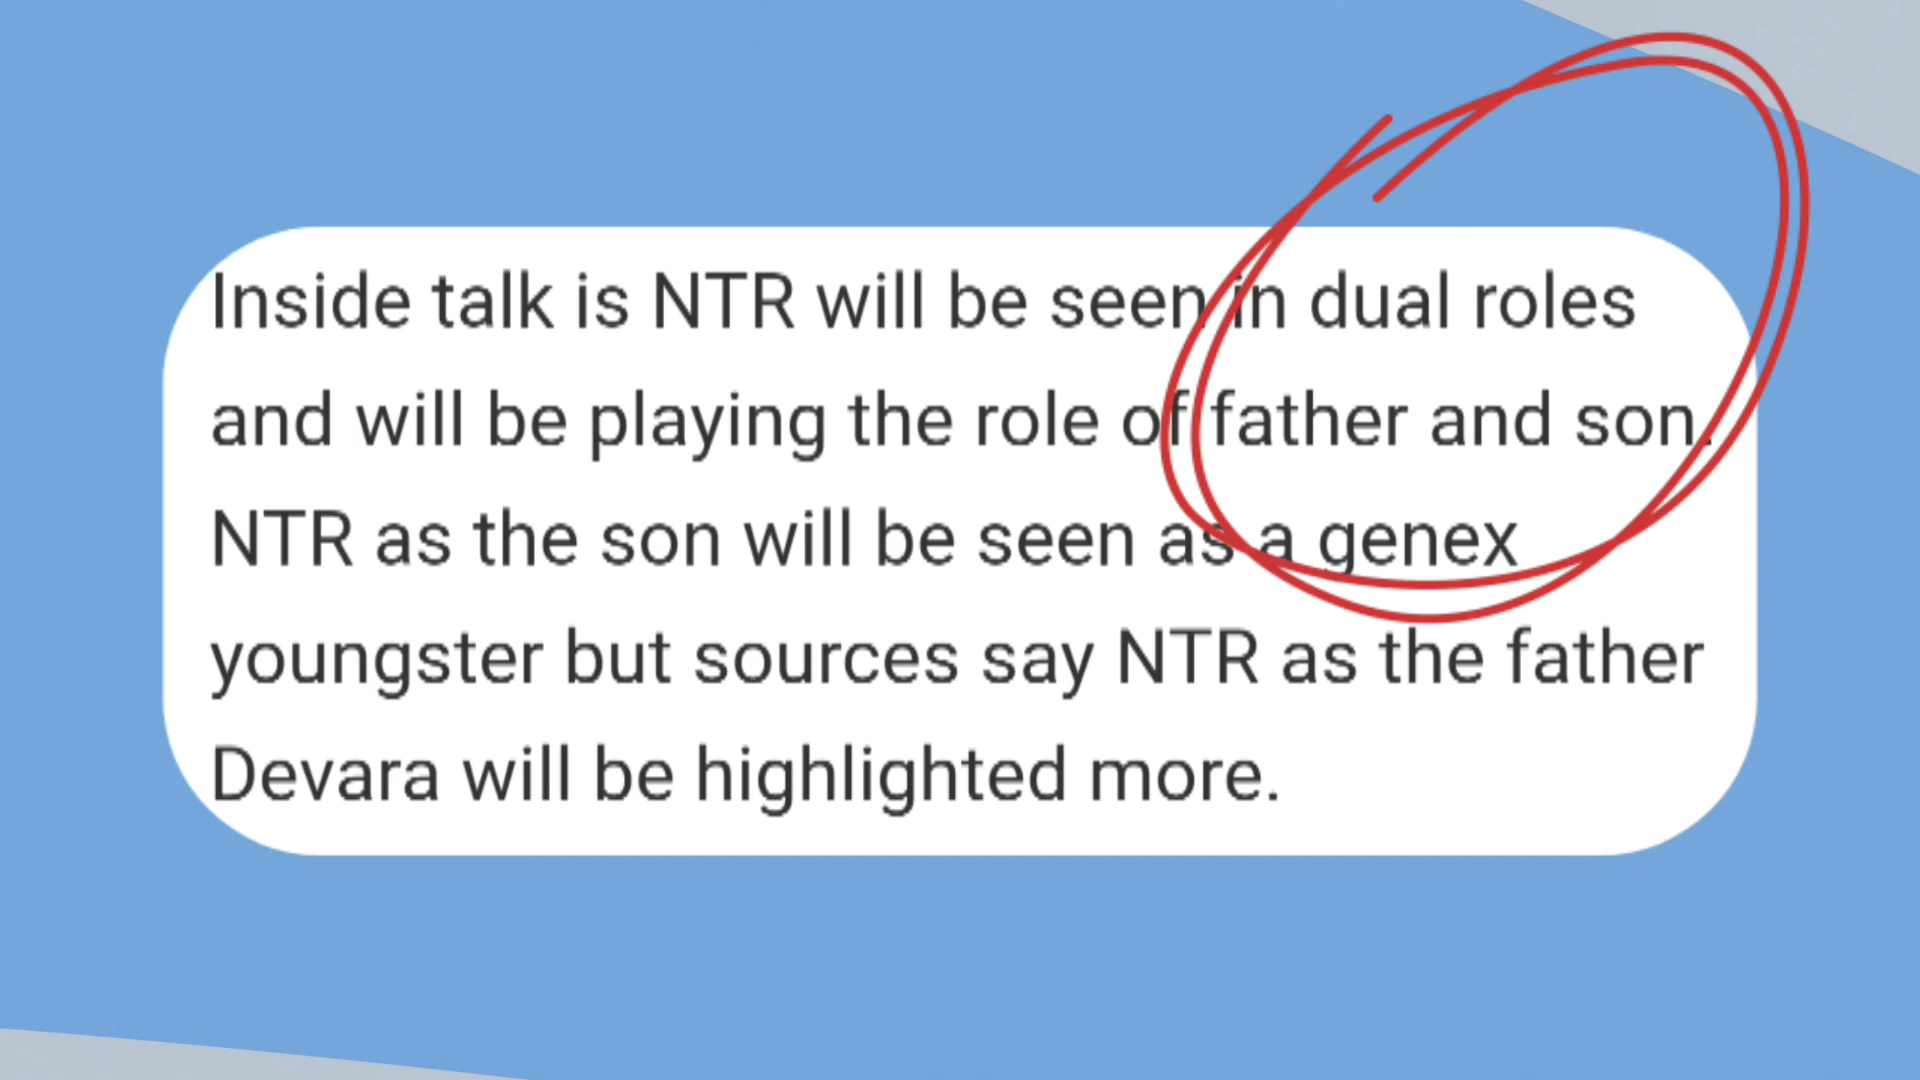 Inside talk is NTR will be seen in dual roles
and will be playing the role of father and son.
NTR as the son will be seen as a genex
youngster but sources say NTR as the father
Devara will be highlighted more.